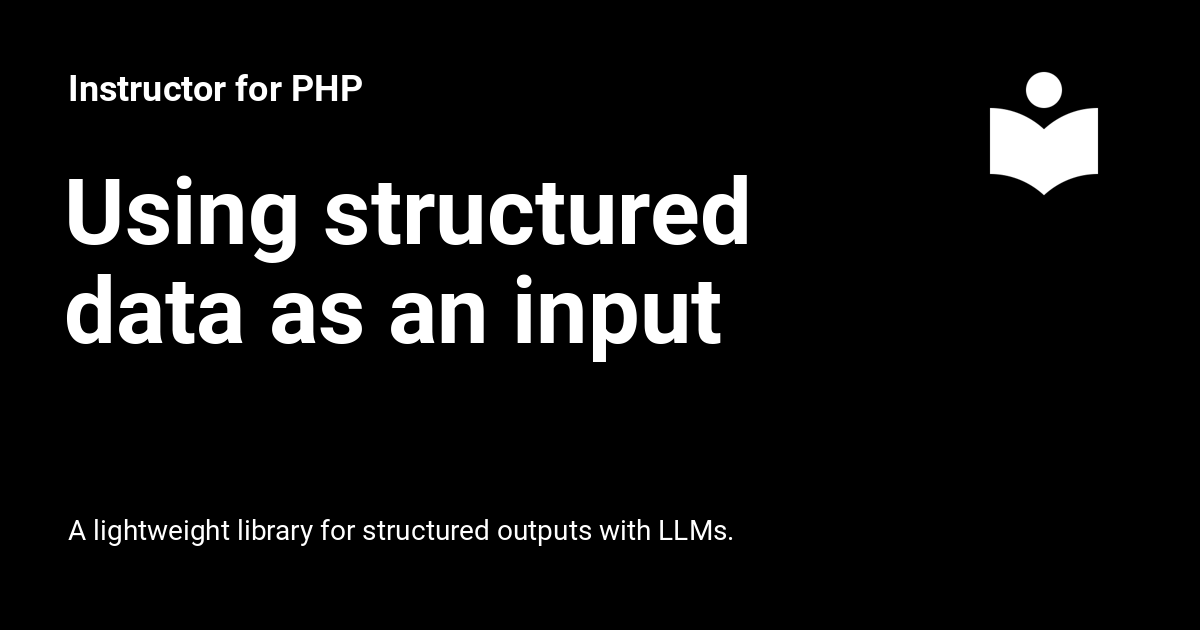 Instructor for PHP
Using structured
data as an input
A lightweight library for structured outputs with LLMs.